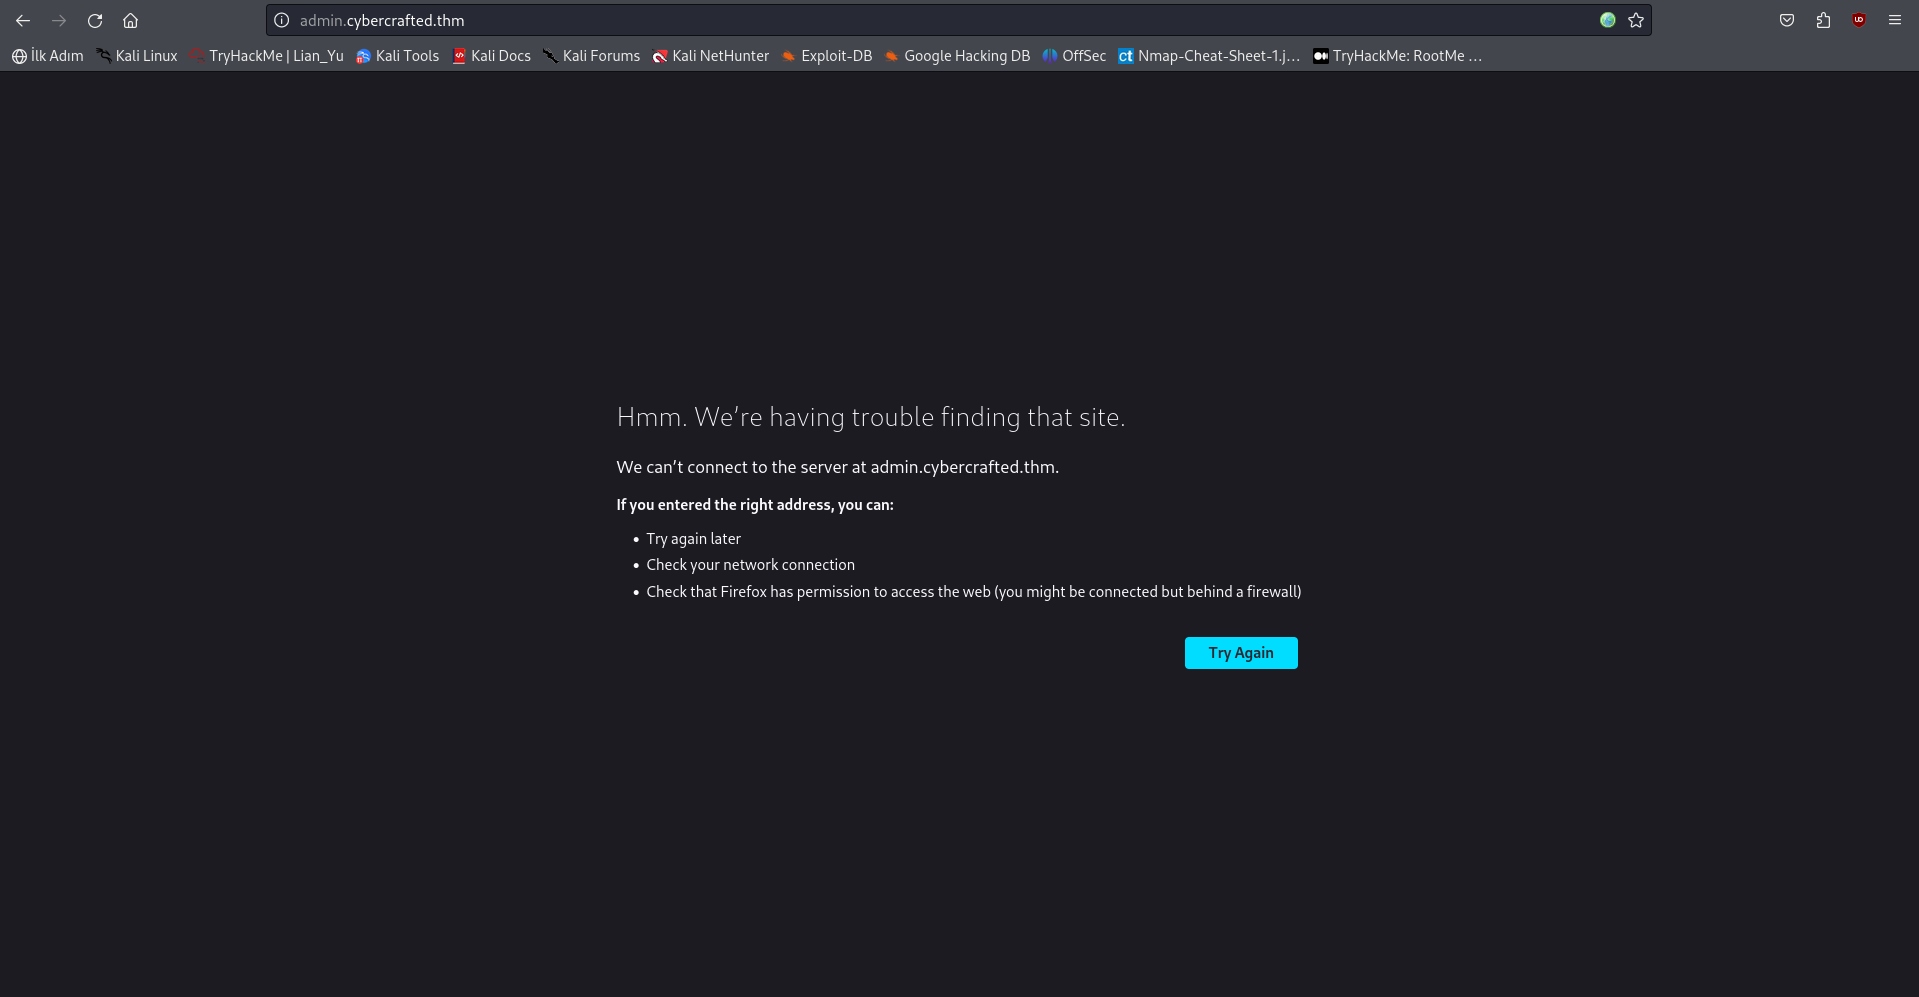 admin.cybercrafted.thm
İlk Adım Kali Linux TryHackMe | Lian_Yu Kali Tools Kali Docs Kali Forums Kali NetHunter Exploit-DB Google Hacking DB OffSec ct Nmap-Cheat-Sheet-1.j… TryHackMe: RootMe …
Hmm. We’re having trouble finding that site.
We can’t connect to the server at admin.cybercrafted.thm.
If you entered the right address, you can:
• Try again later
• Check your network connection
• Check that Firefox has permission to access the web (you might be connected but behind a firewall)
Try Again